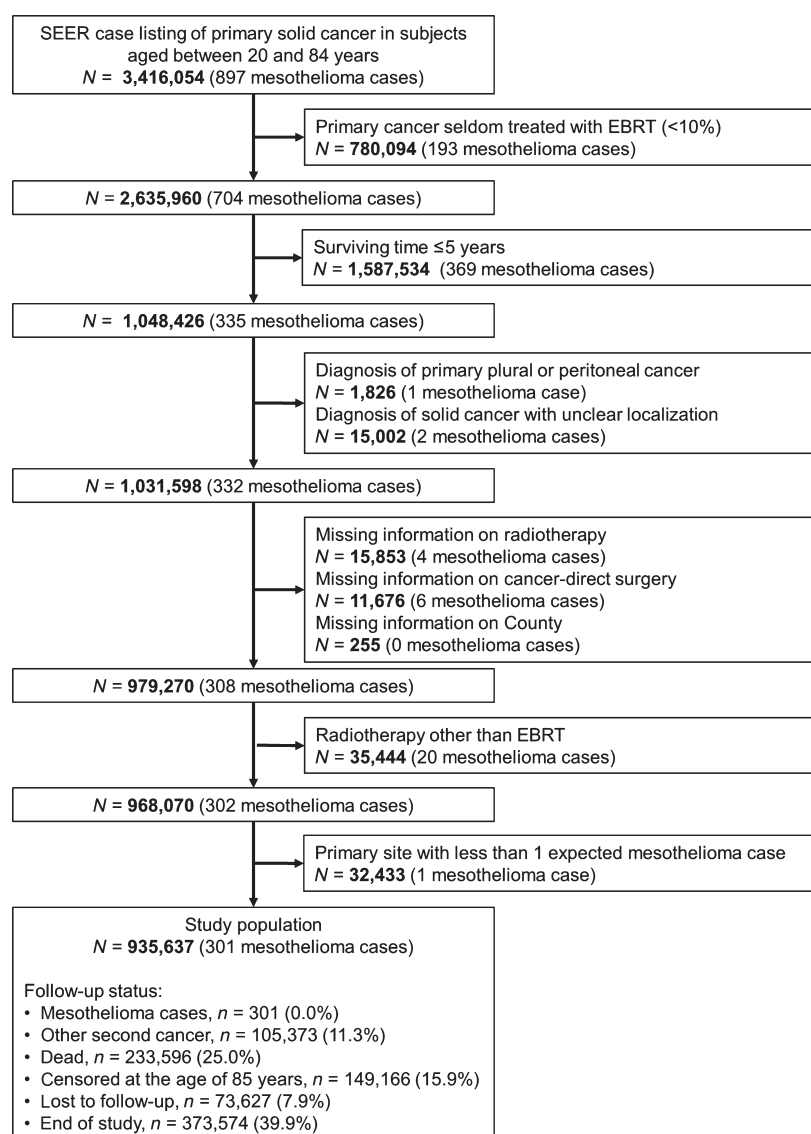 SEER case listing of primary solid cancer in subjects
aged between 20 and 84 years
N = 3,416,054 (897 mesothelioma cases)
Primary cancer seldom treated with EBRT (<10%)
N = 780,094 (193 mesothelioma cases)
N = 2,635,960 (704 mesothelioma cases)
Surviving time ≤5 years
N = 1,587,534 (369 mesothelioma cases)
N = 1,048,426 (335 mesothelioma cases)
Diagnosis of primary plural or peritoneal cancer
N = 1,826 (1 mesothelioma case)
Diagnosis of solid cancer with unclear localization
N = 15,002 (2 mesothelioma cases)
N = 1,031,598 (332 mesothelioma cases)
Missing information on radiotherapy
N = 15,853 (4 mesothelioma cases)
Missing information on cancer-direct surgery
N = 11,676 (6 mesothelioma cases)
Missing information on County
N = 255 (0 mesothelioma cases)
N = 979,270 (308 mesothelioma cases)
Radiotherapy other than EBRT
N = 35,444 (20 mesothelioma cases)
N = 968,070 (302 mesothelioma cases)
Primary site with less than 1 expected mesothelioma case
N = 32,433 (1 mesothelioma case)
Study population
N = 935,637 (301 mesothelioma cases)
Follow-up status:
• Mesothelioma cases, n = 301 (0.0%)
• Other second cancer, n = 105,373 (11.3%)
• Dead, n = 233,596 (25.0%)
• Censored at the age of 85 years, n = 149,166 (15.9%)
• Lost to follow-up, n = 73,627 (7.9%)
• End of study, n = 373,574 (39.9%)